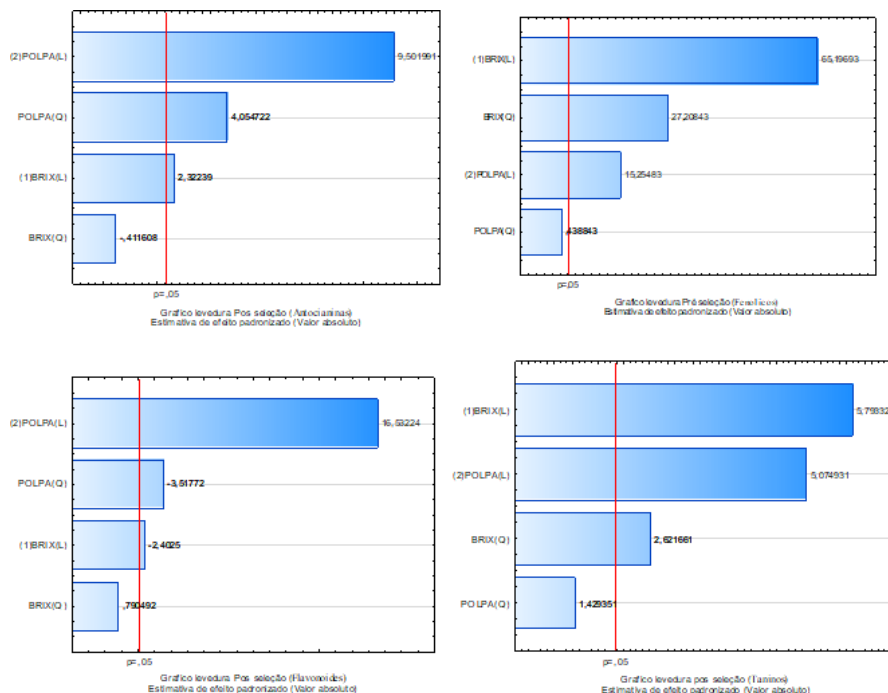 (2)POLPA(L)
9,501991
POLPA(Q)
4,054722
(1)BRIX(L)
2,32239
BRIX(Q)
-,411608
p=,05
Grafico levedura Pos seleção (Antocianinas)
Estimativa de efeito padronizado (Valor absoluto)
(1)BRIX(L)
65,19693
BRIX(Q)
27,20843
(2)POLPA(L)
15,25483
POLPA(Q)
,438843
p=,05
Grafico levedura Pré seleção (Fenolicos)
Estimativa de efeito padronizado (Valor absoluto)
(2)POLPA(L)
16,53224
POLPA(Q)
-3,51772
(1)BRIX(L)
-2,4025
BRIX(Q)
,790492
p=,05
Grafico levedura Pos seleção (Flavonoides)
Estimativa de efeito padronizado (Valor absoluto)
(1)BRIX(L)
5,79332
(2)POLPA(L)
5,074931
BRIX(Q)
2,621661
POLPA(Q)
1,429351
p=,05
Grafico levedura pos seleção (Taninos)
Estimativa de efeito padronizado (Valor absoluto)